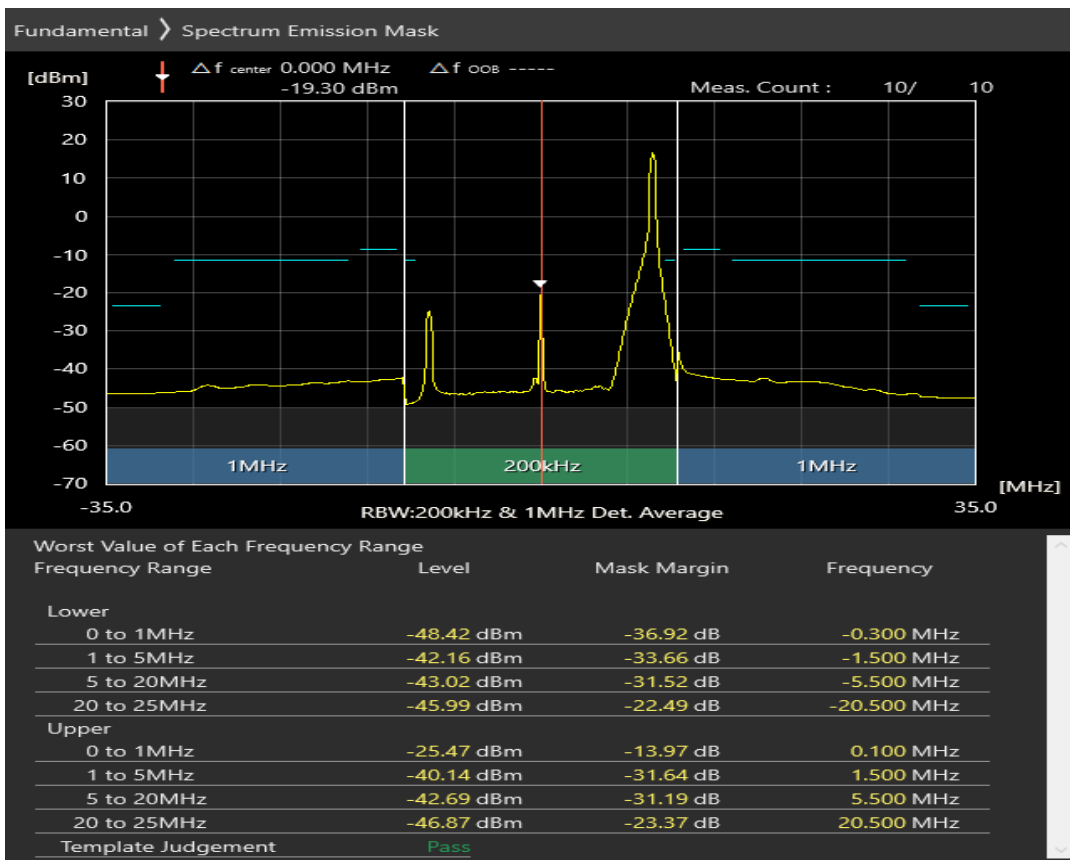 Fundamental 〉 Spectrum Emission Mask
[dBm] △f center 0.000 MHz △f OOB -----
-19.30 dBm Meas. Count : 10/ 10
30
20
10
0
-10
-20
-30
-40
-50
-60
-70
1MHz 200kHz 1MHz
[MHz]
-35.0 RBW:200kHz & 1MHz Det. Average 35.0
Worst Value of Each Frequency Range
Frequency Range Level Mask Margin Frequency
Lower
0 to 1MHz -48.42 dBm -36.92 dB -0.300 MHz
1 to 5MHz -42.16 dBm -33.66 dB -1.500 MHz
5 to 20MHz -43.02 dBm -31.52 dB -5.500 MHz
20 to 25MHz -45.99 dBm -22.49 dB -20.500 MHz
Upper
0 to 1MHz -25.47 dBm -13.97 dB 0.100 MHz
1 to 5MHz -40.14 dBm -31.64 dB 1.500 MHz
5 to 20MHz -42.69 dBm -31.19 dB 5.500 MHz
20 to 25MHz -46.87 dBm -23.37 dB 20.500 MHz
Template Judgement Pass